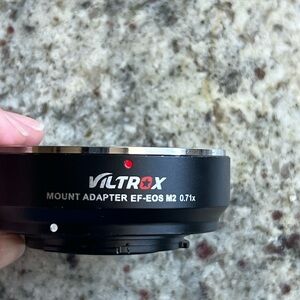 VILTROX
MOUNT ADAPTER EF-EOS M2 0.71x